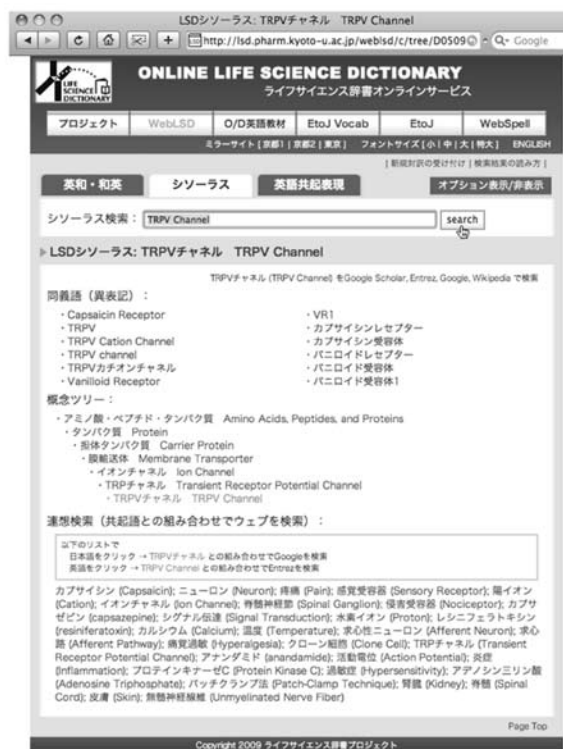 LSDシソーラス: TRPVチャネル TRPV Channel
http://lsd.pharm.kyoto-u.ac.jp/weblsd/c/tree/D0509
Google
LIFE SCIENCE DICTIONARY
ONLINE LIFE SCIENCE DICTIONARY
ライフサイエンス辞書オンラインサービス
プロジェクト WebLSD O/D英語教材 EtoJ Vocab EtoJ WebSpell
ミラーサイト [京都1 | 京都2 | 東京] フォントサイズ [小 | 中 | 大 | 特大] ENGLISH
[ 新規対訳の受け付け | 検索結果の読み方 ]
英和・和英 シソーラス 英語共起表現 オプション表示/非表示
シソーラス検索: TRPV Channel search
LSDシソーラス: TRPVチャネル TRPV Channel
TRPVチャネル (TRPV Channel) をGoogle Scholar, Entrez, Google, Wikipedia で検索
同義語(異表記):
・Capsaicin Receptor
・TRPV
・TRPV Cation Channel
・TRPV channel
・TRPVカチオンチャネル
・Vanilloid Receptor
・VR1
・カプサイシンレセプター
・カプサイシン受容体
・バニロイドレセプター
・バニロイド受容体
・バニロイド受容体1
概念ツリー:
・アミノ酸・ペプチド・タンパク質 Amino Acids, Peptides, and Proteins
・タンパク質 Protein
・担体タンパク質 Carrier Protein
・膜輸送体 Membrane Transporter
・イオンチャネル Ion Channel
・TRPチャネル Transient Receptor Potential Channel
・TRPVチャネル TRPV Channel
連想検索(共起語との組み合わせでウェブを検索):
以下のリストで
日本語をクリック → TRPVチャネル との組み合わせでGoogleを検索
英語をクリック → TRPV Channel との組み合わせでEntrezを検索
カプサイシン (Capsaicin); ニューロン (Neuron); 疼痛 (Pain); 感覚受容器 (Sensory Receptor); 陽イオン
(Cation); イオンチャネル (Ion Channel); 脊髄神経節 (Spinal Ganglion); 侵害受容器 (Nociceptor); カプサ
ゼピン (capsazepine); シグナル伝達 (Signal Transduction); 水素イオン (Proton); レシニフェラトキシン
(resiniferatoxin); カルシウム (Calcium); 温度 (Temperature); 求心性ニューロン (Afferent Neuron); 求心
路 (Afferent Pathway); 痛覚過敏 (Hyperalgesia); クローン細胞 (Clone Cell); TRPチャネル (Transient
Receptor Potential Channel); アナンダミド (anandamide); 活動電位 (Action Potential); 炎症
(Inflammation); プロテインキナーゼC (Protein Kinase C); 過敏症 (Hypersensitivity); アデノシン三リン酸
(Adenosine Triphosphate); パッチクランプ法 (Patch-Clamp Technique); 腎臓 (Kidney); 脊髄 (Spinal
Cord); 皮膚 (Skin); 無髄神経線維 (Unmyelinated Nerve Fiber)
Page Top
Copyright 2009 ライフサイエンス辞書プロジェクト